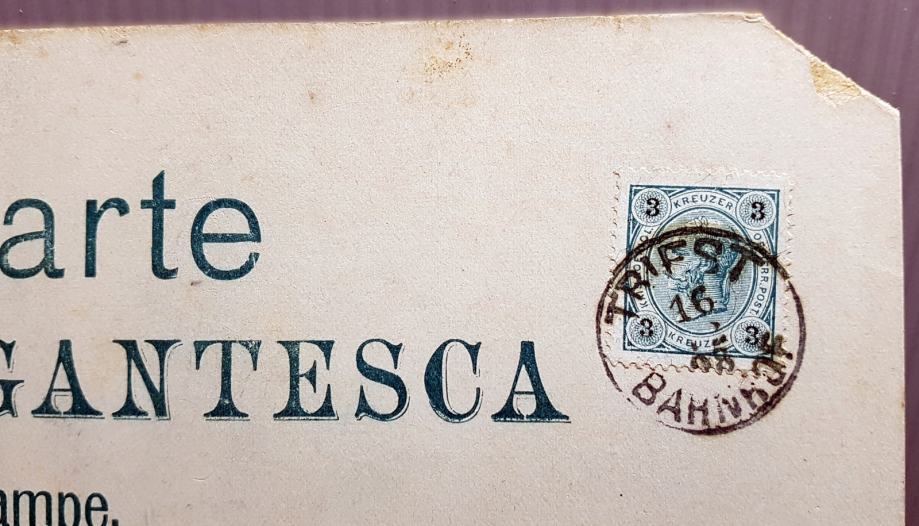 arte
GANTESCA
ampe.
3 KREUZER 3
3 KREUZER 3
TRIEST
16
BAHNHOF